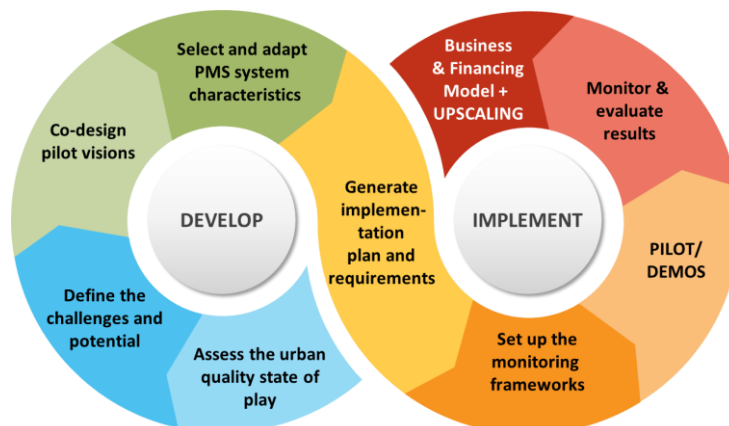 Select and adapt
PMS system
characteristics
Co-design
pilot visions
DEVELOP
Define the
challenges and
potential
Assess the urban
quality state of
play
Generate
implemen-
tation
plan and
requirements
Business
& Financing
Model +
UPSCALING
Monitor &
evaluate
results
IMPLEMENT
PILOT/
DEMOS
Set up the
monitoring
frameworks